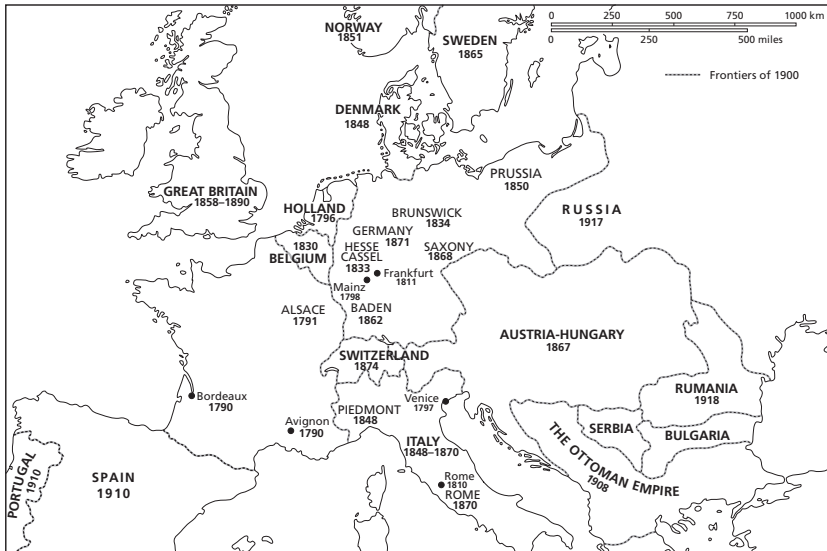 NORWAY
1851
SWEDEN
1865
0 250 500 750 1000 km
0 250 500 miles
Frontiers of 1900
DENMARK
1848
PRUSSIA
1850
GREAT BRITAIN
1858–1890
HOLLAND
1796
BRUNSWICK
1834
RUSSIA
1917
GERMANY
1871
1830
BELGIUM
HESSE
CASSEL
1833
SAXONY
1868
Frankfurt
1811
Mainz
1798
ALSACE
1791
BADEN
1862
AUSTRIA-HUNGARY
1867
SWITZERLAND
1874
RUMANIA
1918
Bordeaux
1790
Venice
1797
PIEDMONT
1848
Avignon
1790
SERBIA
BULGARIA
ITALY
1848–1870
THE OTTOMAN EMPIRE
1908
PORTUGAL
1910
SPAIN
1910
Rome
1810
ROME
1870